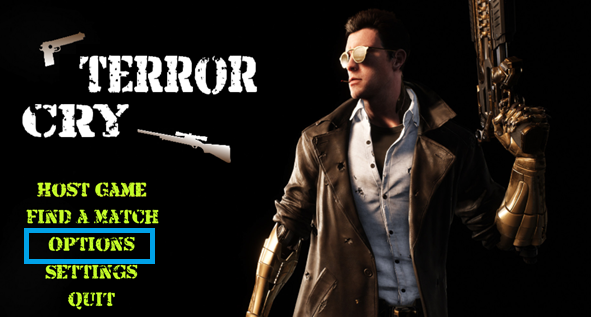 TERROR
CRY
HOST GAME
FIND A MATCH
OPTIONS
SETTINGS
QUIT